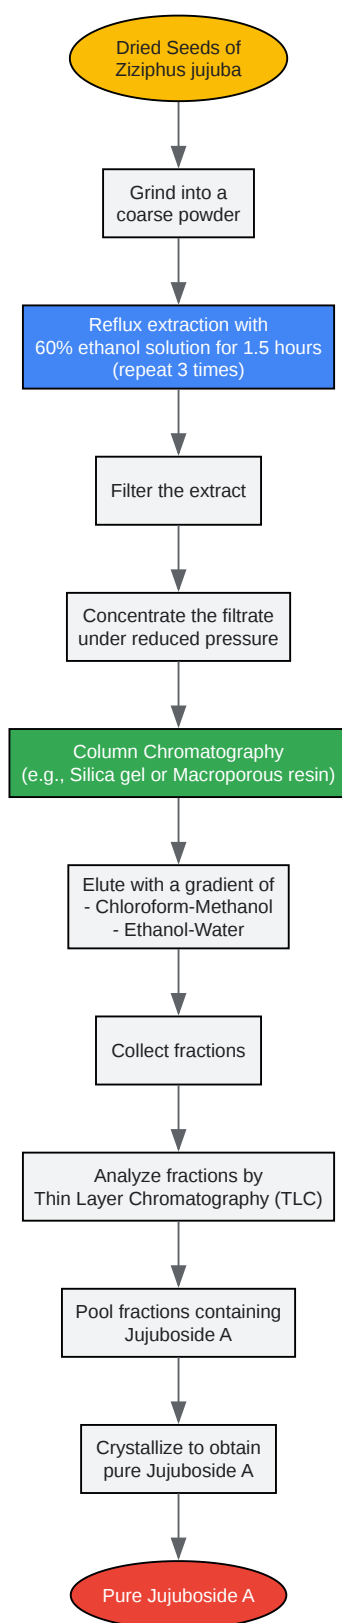 Dried Seeds of
Ziziphus jujuba
Grind into a
coarse powder
Reflux extraction with
60% ethanol solution for 1.5 hours
(repeat 3 times)
Filter the extract
Concentrate the filtrate
under reduced pressure
Column Chromatography
(e.g., Silica gel or Macroporous resin)
Elute with a gradient of
- Chloroform-Methanol
- Ethanol-Water
Collect fractions
Analyze fractions by
Thin Layer Chromatography (TLC)
Pool fractions containing
Jujuboside A
Crystallize to obtain
pure Jujuboside A
Pure Jujuboside A